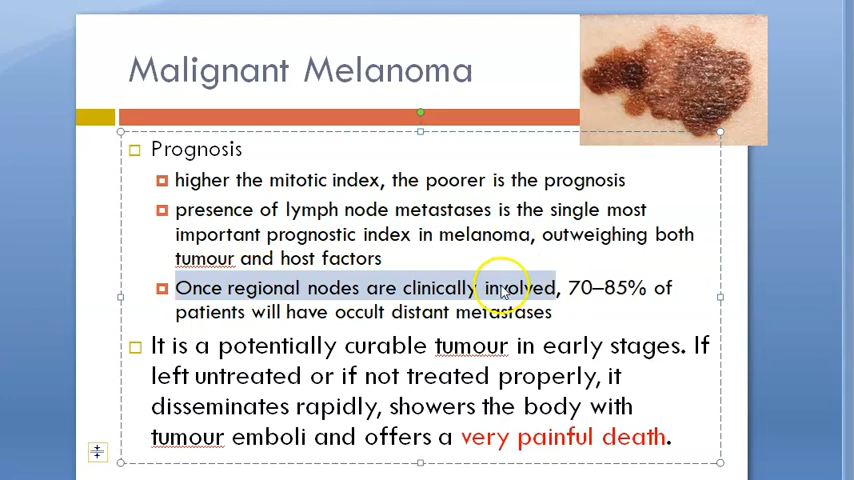 Malignant Melanoma
Prognosis
higher the mitotic index, the poorer is the prognosis
presence of lymph node metastases is the single most
important prognostic index in melanoma, outweighing both
tumour and host factors
Once regional nodes are clinically involved, 70–85% of
patients will have occult distant metastases
It is a potentially curable tumour in early stages. If
left untreated or if not treated properly, it
disseminates rapidly, showers the body with
tumour emboli and offers a very painful death.